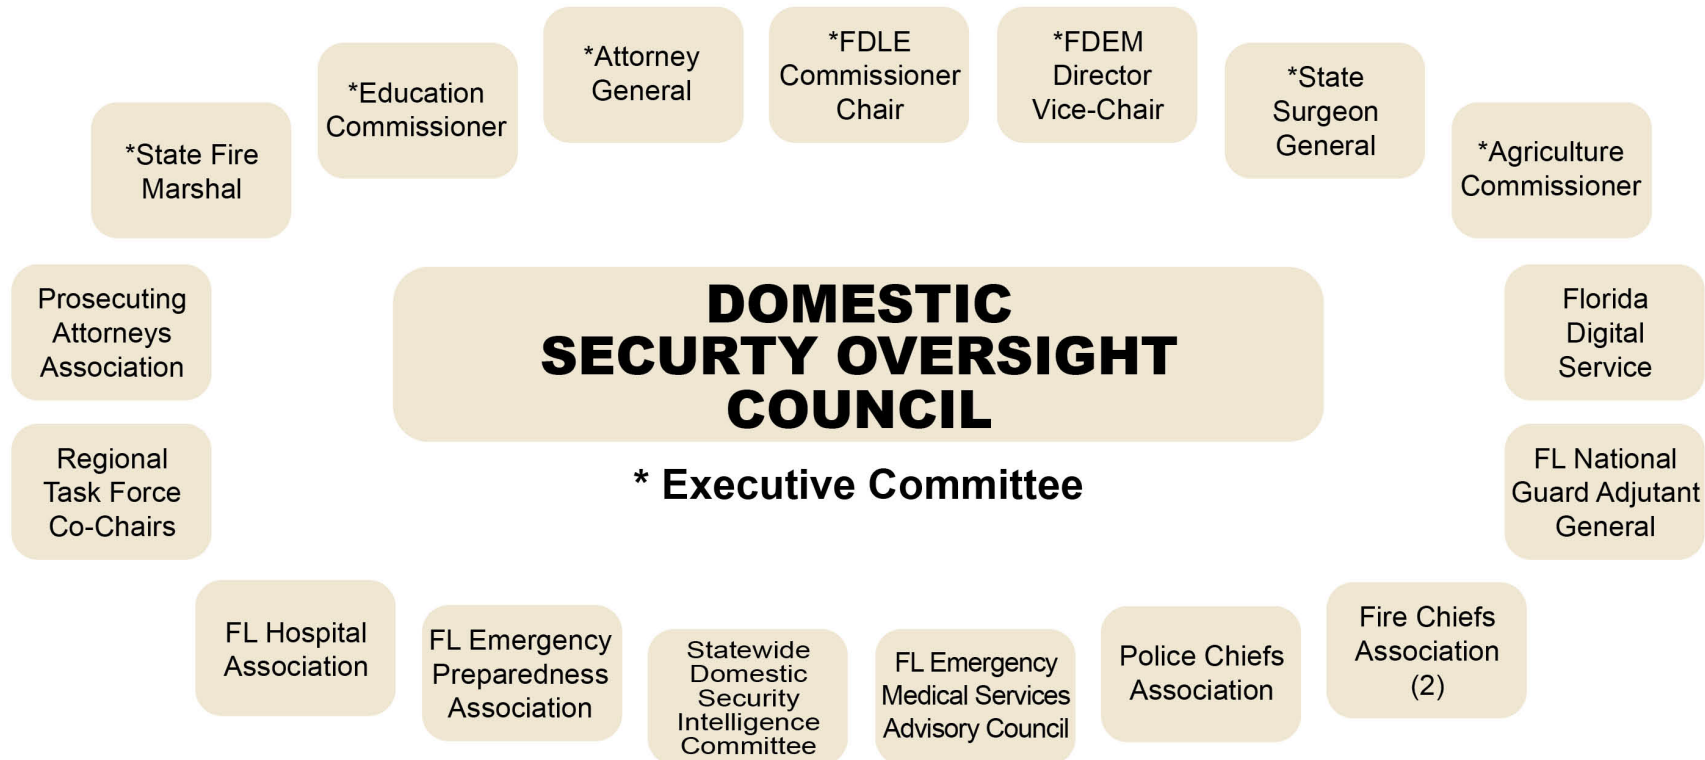 *State Fire
Marshal
*Education
Commissioner
*Attorney
General
*FDLE
Commissioner
Chair
*FDEM
Director
Vice-Chair
*State
Surgeon
General
*Agriculture
Commissioner
Prosecuting
Attorneys
Association
DOMESTIC
SECURTY OVERSIGHT
COUNCIL
Florida
Digital
Service
Regional
Task Force
Co-Chairs
* Executive Committee
FL National
Guard Adjutant
General
FL Hospital
Association
FL Emergency
Preparedness
Association
Statewide
Domestic
Security
Intelligence
Committee
FL Emergency
Medical Services
Advisory Council
Police Chiefs
Association
Fire Chiefs
Association
(2)